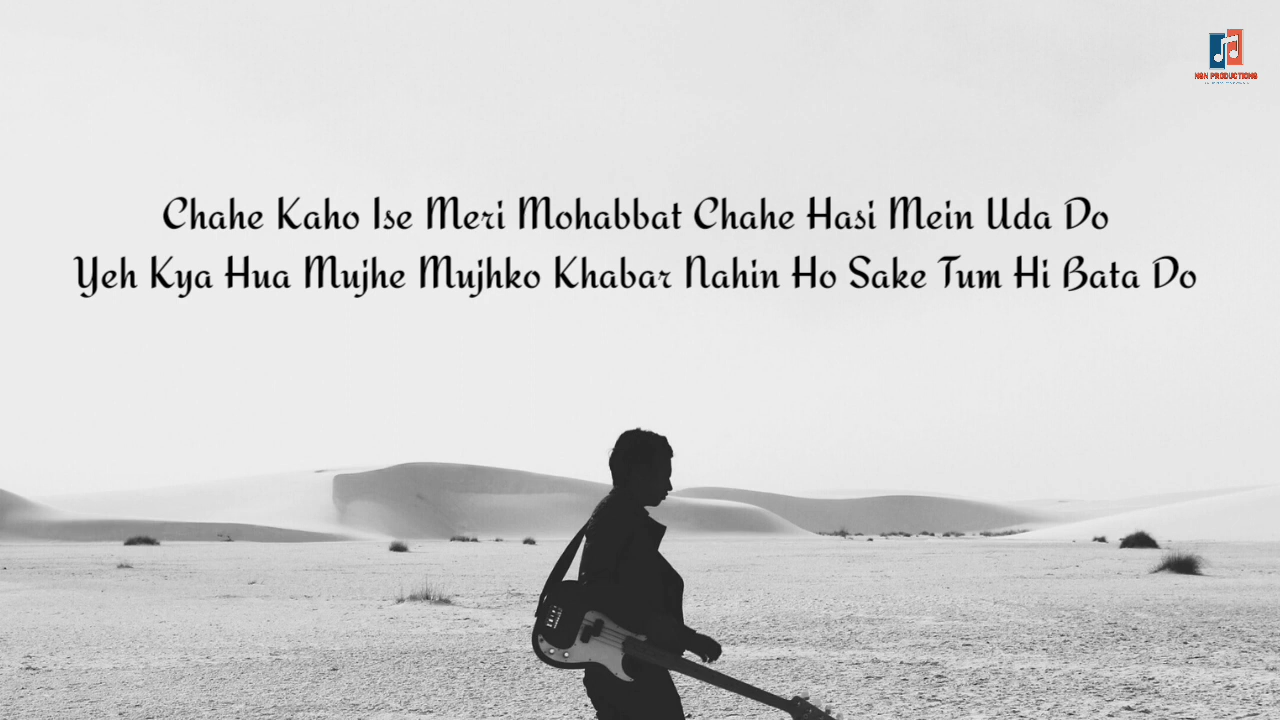 NGN PRODUCTIONS
Chahe Kaho Ise Meri Mohabbat Chahe Hasi Mein Uda Do
Yeh Kya Hua Mujhe Mujhko Khabar Nahin Ho Sake Tum Hi Bata Do